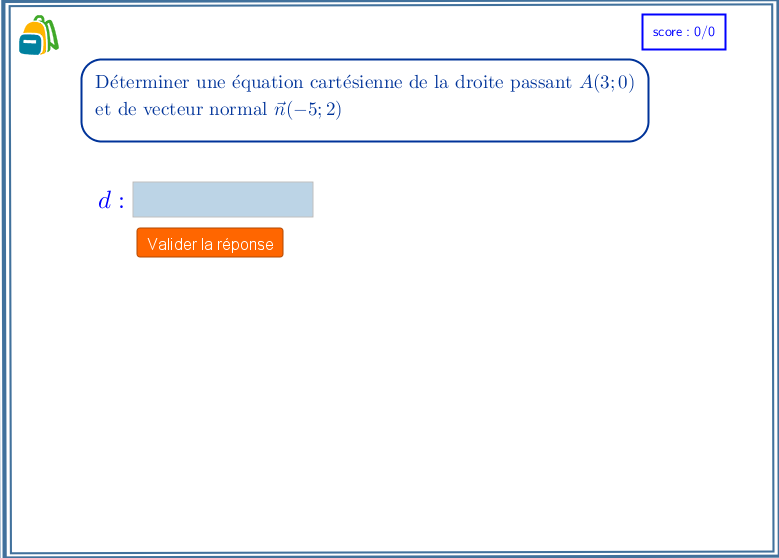 score : 0/0
Déterminer une équation cartésienne de la droite passant A(3; 0)
et de vecteur normal n⃗(−5; 2)
d :
Valider la réponse